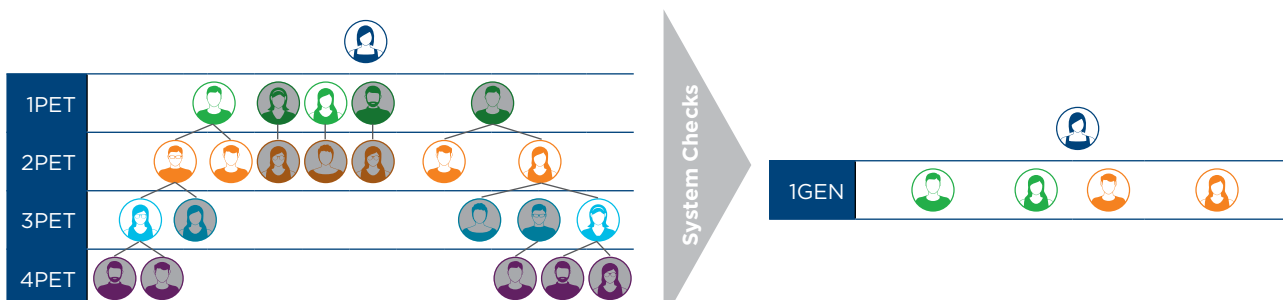 1PET
2PET
3PET
4PET
System Checks
1GEN